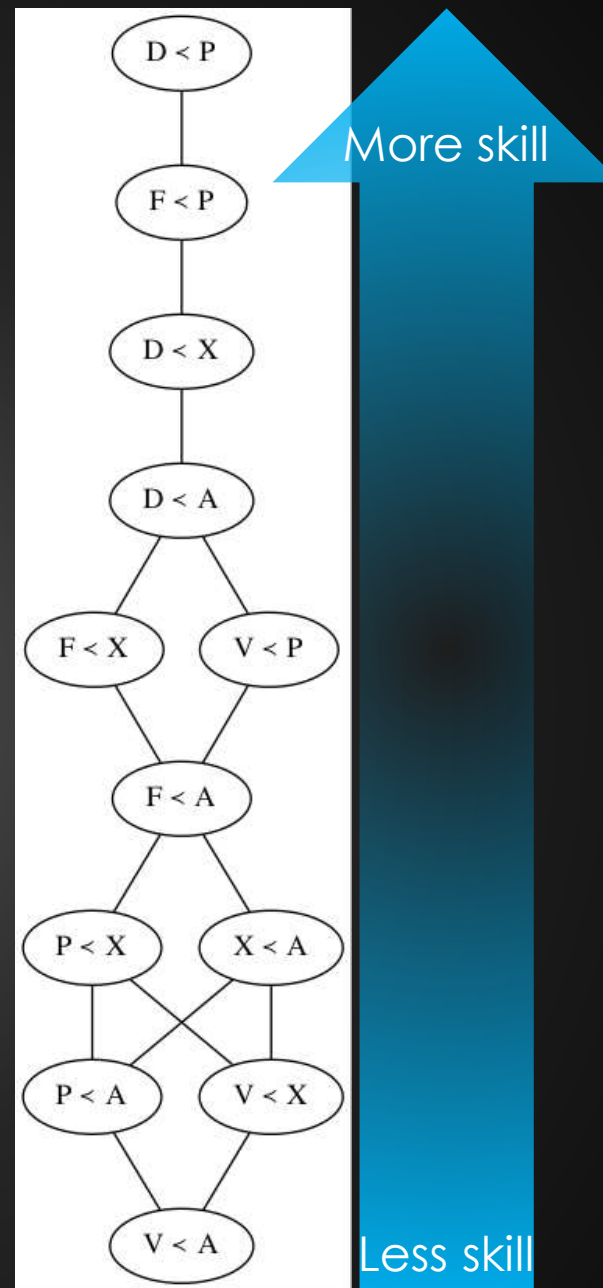 D < P
More skill
F < P
D < X
D < A
F < X V < P
F < A
P < X X < A
P < A V < X
V < A
Less skill